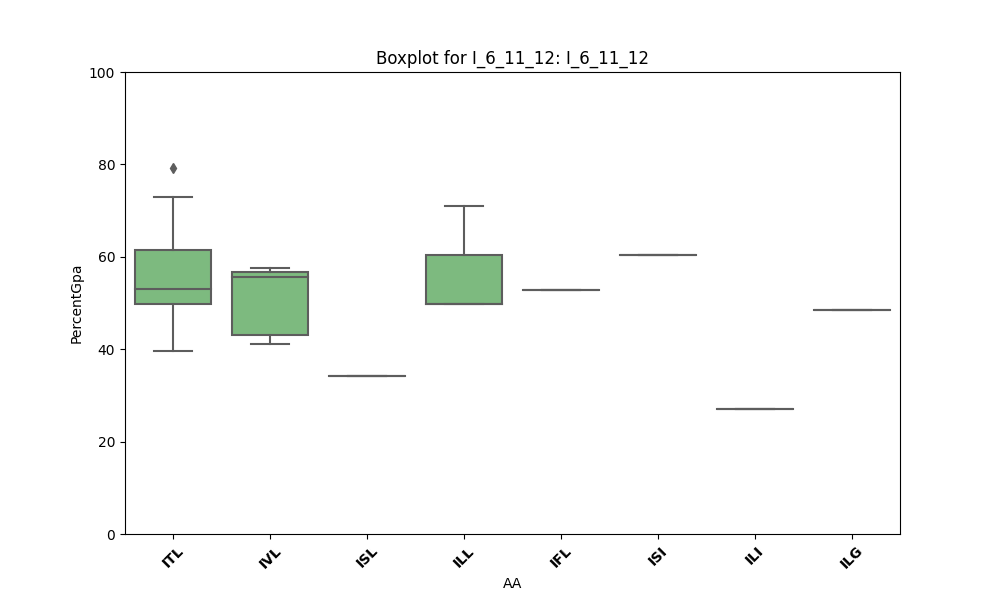 Boxplot for I_6_11_12: I_6_11_12
100
80
60
40
20
0
PercentGpa
ITL
IVL
ISL
ILL
IFL
ISI
ILI
ILG
AA